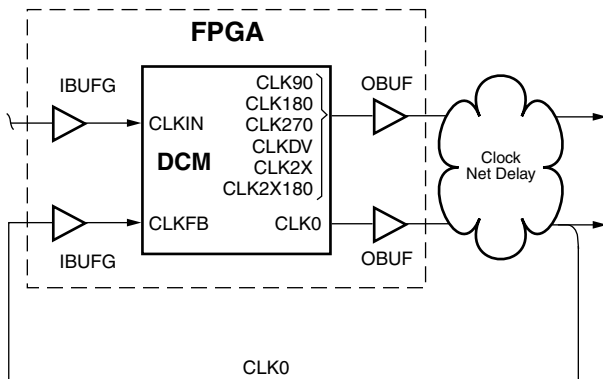 FPGA
IBUFG
CLKIN
DCM
CLKFB
IBUFG
CLK90
CLK180
CLK270
CLKDV
CLK2X
CLK2X180
CLK0
OBUF
OBUF
Clock
Net Delay
CLK0